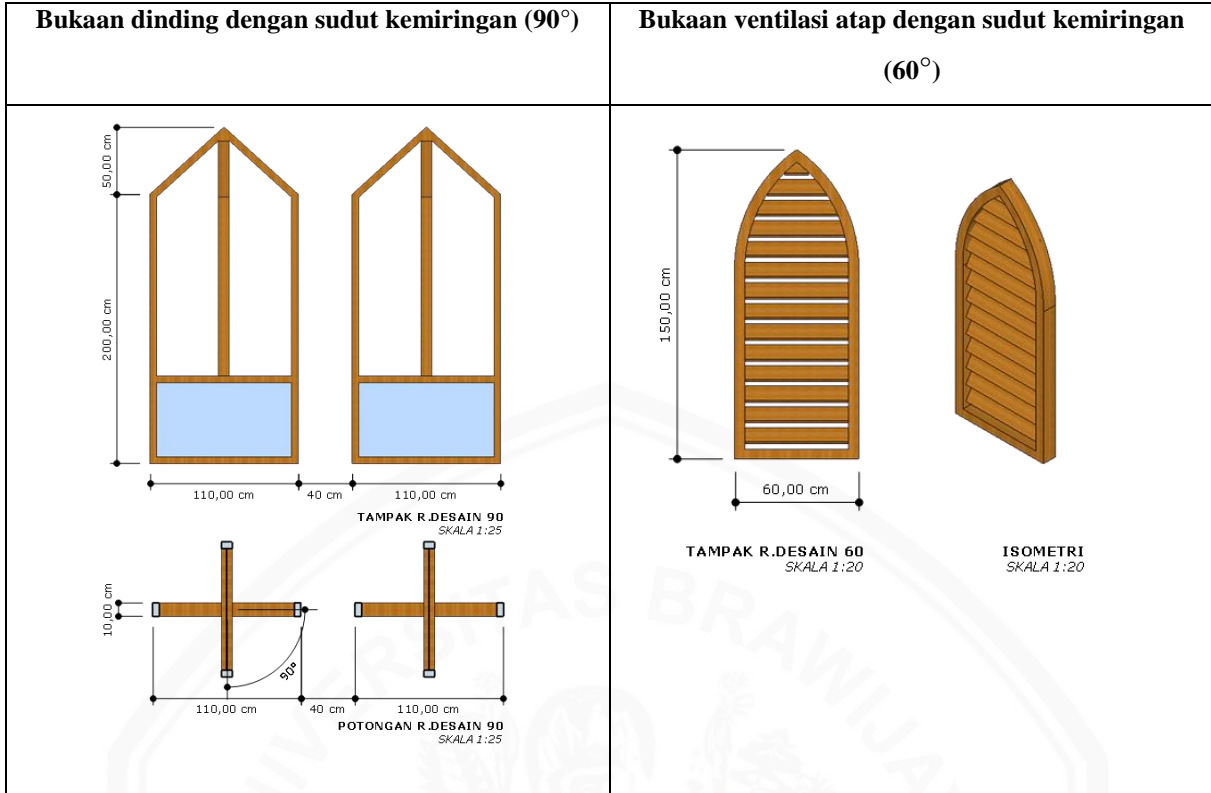 Bukaan dinding dengan sudut kemiringan (90°)
Bukaan ventilasi atap dengan sudut kemiringan
(60°)
50,00 cm
200,00 cm
110,00 cm
40 cm
110,00 cm
TAMPAK R.DESAIN 90
SKALA 1:25
10,00 cm
90°
110,00 cm
40 cm
110,00 cm
POTONGAN R.DESAIN 90
SKALA 1:25
150,00 cm
60,00 cm
TAMPAK R.DESAIN 60
SKALA 1:20
ISOMETRI
SKALA 1:20
UNIVERSITAS BRAWIJAYA